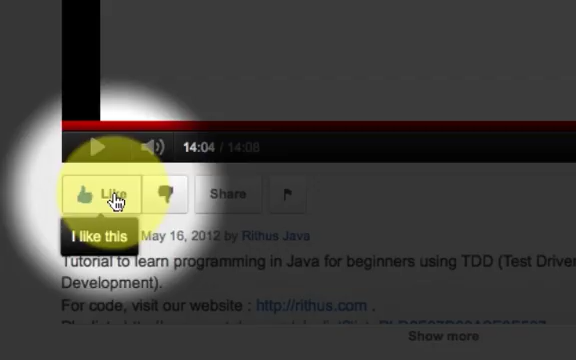 14:04 / 14:08
Like
Share
I like this
May 16, 2012 by Rithus Java
Tutorial to learn programming in Java for beginners using TDD (Test Driven
Development).
For code, visit our website : http://rithus.com .
Show more